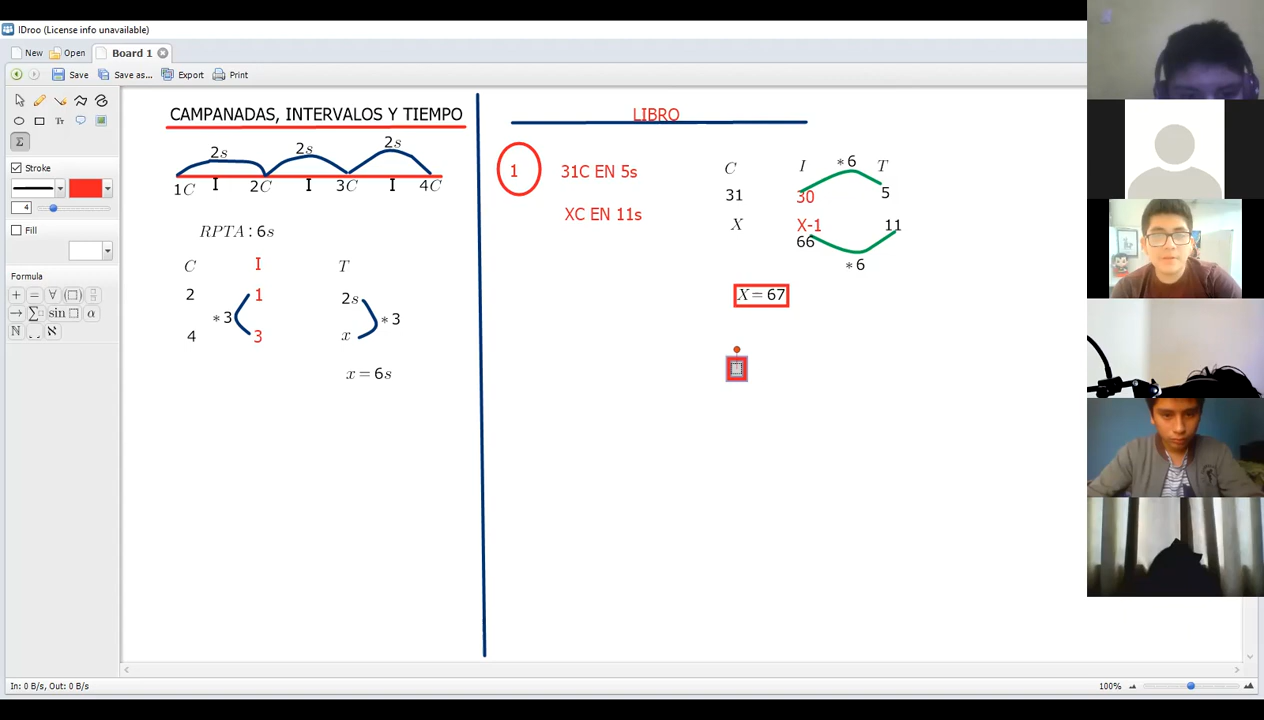 IDroo (License info unavailable)
New Open Board 1
Save Save as... Export Print
Tr
Σ
Stroke
4
Fill
Formula
+ = ∀ (□)
→ ∑ sin □ α
ℕ ℵ
CAMPANADAS, INTERVALOS Y TIEMPO
2s 2s 2s
1C I 2C I 3C I 4C
RPTA : 6s
C I T
2 1 2s
∗3 ∗3
4 3 x
x = 6s
LIBRO
1 31C EN 5s
XC EN 11s
C I ∗6 T
31 30 5
X X-1 11
66
∗6
X = 67
In: 0 B/s, Out: 0 B/s
100%